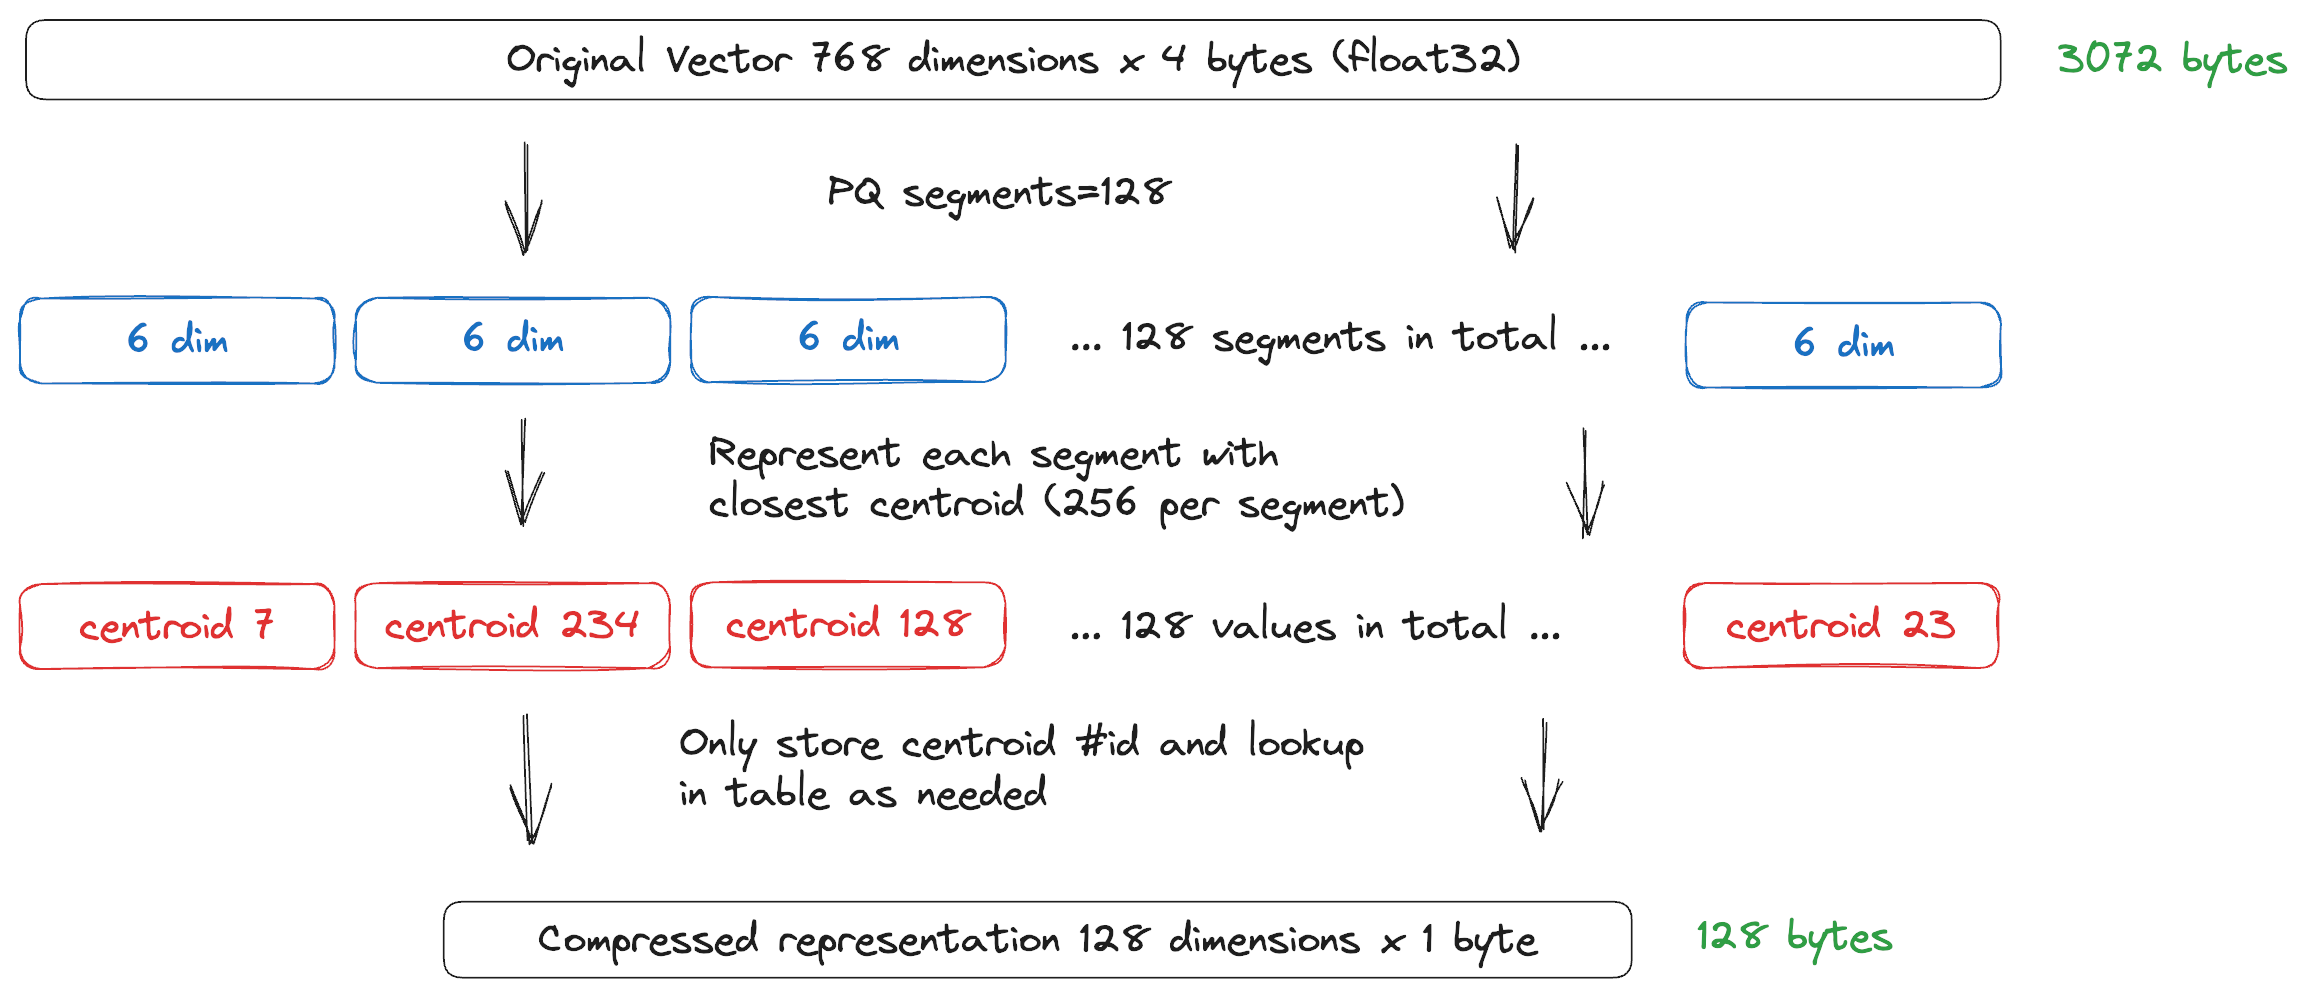 Original Vector 768 dimensions x 4 bytes (float32)
3072 bytes
PQ segments=128
6 dim
6 dim
6 dim
... 128 segments in total ...
6 dim
Represent each segment with
closest centroid (256 per segment)
centroid 7
centroid 234
centroid 128
... 128 values in total ...
centroid 23
Only store centroid #id and lookup
in table as needed
Compressed representation 128 dimensions x 1 byte
128 bytes